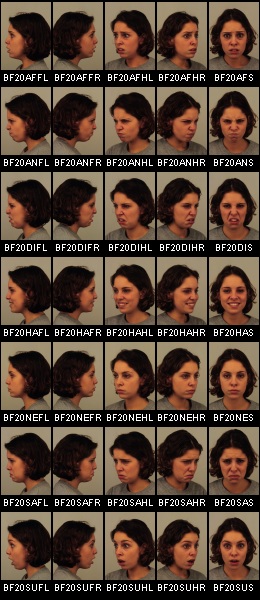 BF20AFFL BF20AFFR BF20AFHL BF20AFHR BF20AFS
BF20ANFL BF20ANFR BF20ANHL BF20ANHR BF20ANS
BF20DIFL BF20DIFR BF20DIHL BF20DIHR BF20DIS
BF20HAFL BF20HAFR BF20HAHL BF20HAHR BF20HAS
BF20NEFL BF20NEFR BF20NEHL BF20NEHR BF20NES
BF20SAFL BF20SAFR BF20SAHL BF20SAHR BF20SAS
BF20SUFL BF20SUFR BF20SUHL BF20SUHR BF20SUS